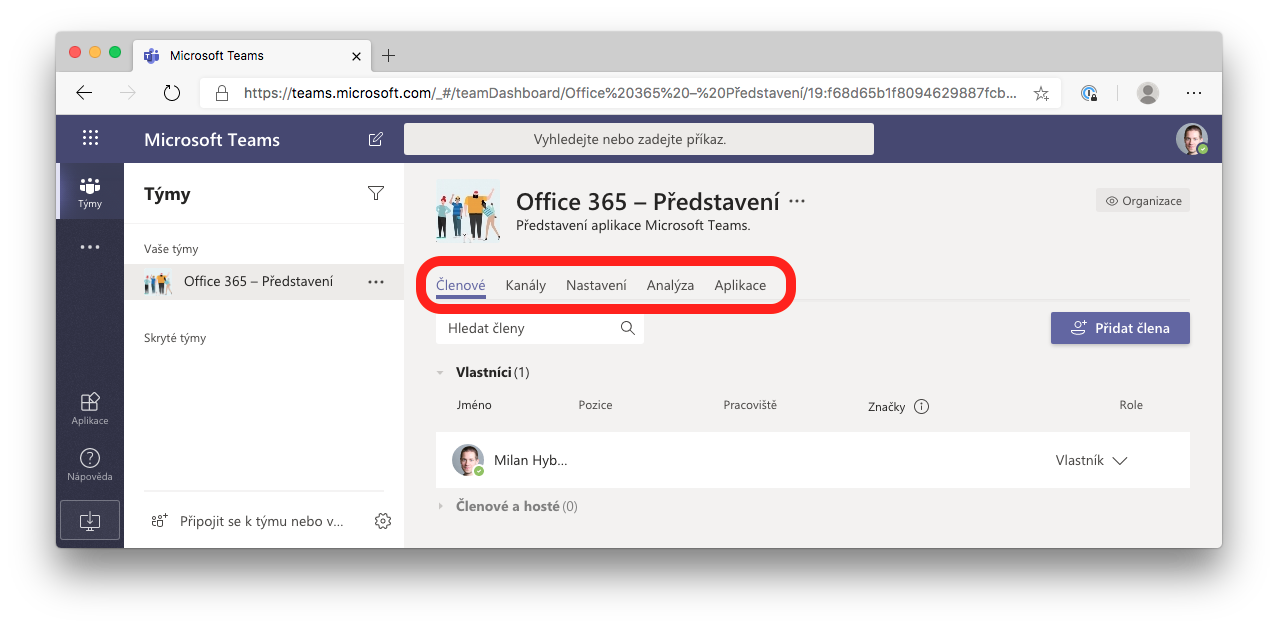 Microsoft Teams
https://teams.microsoft.com/_#/teamDashboard/Office%20365%20–%20Představení/19:f68d65b1f8094629887fcb...
Microsoft Teams
Vyhledejte nebo zadejte příkaz.
Týmy
Aplikace
Nápověda
Týmy
Vaše týmy
Office 365 – Představení
Skryté týmy
Připojit se k týmu nebo v...
Office 365 – Představení
Organizace
Představení aplikace Microsoft Teams.
Členové Kanály Nastavení Analýza Aplikace
Hledat členy
Přidat člena
Vlastníci (1)
Jméno Pozice Pracoviště Značky Role
Milan Hyb... Vlastník
Členové a hosté (0)